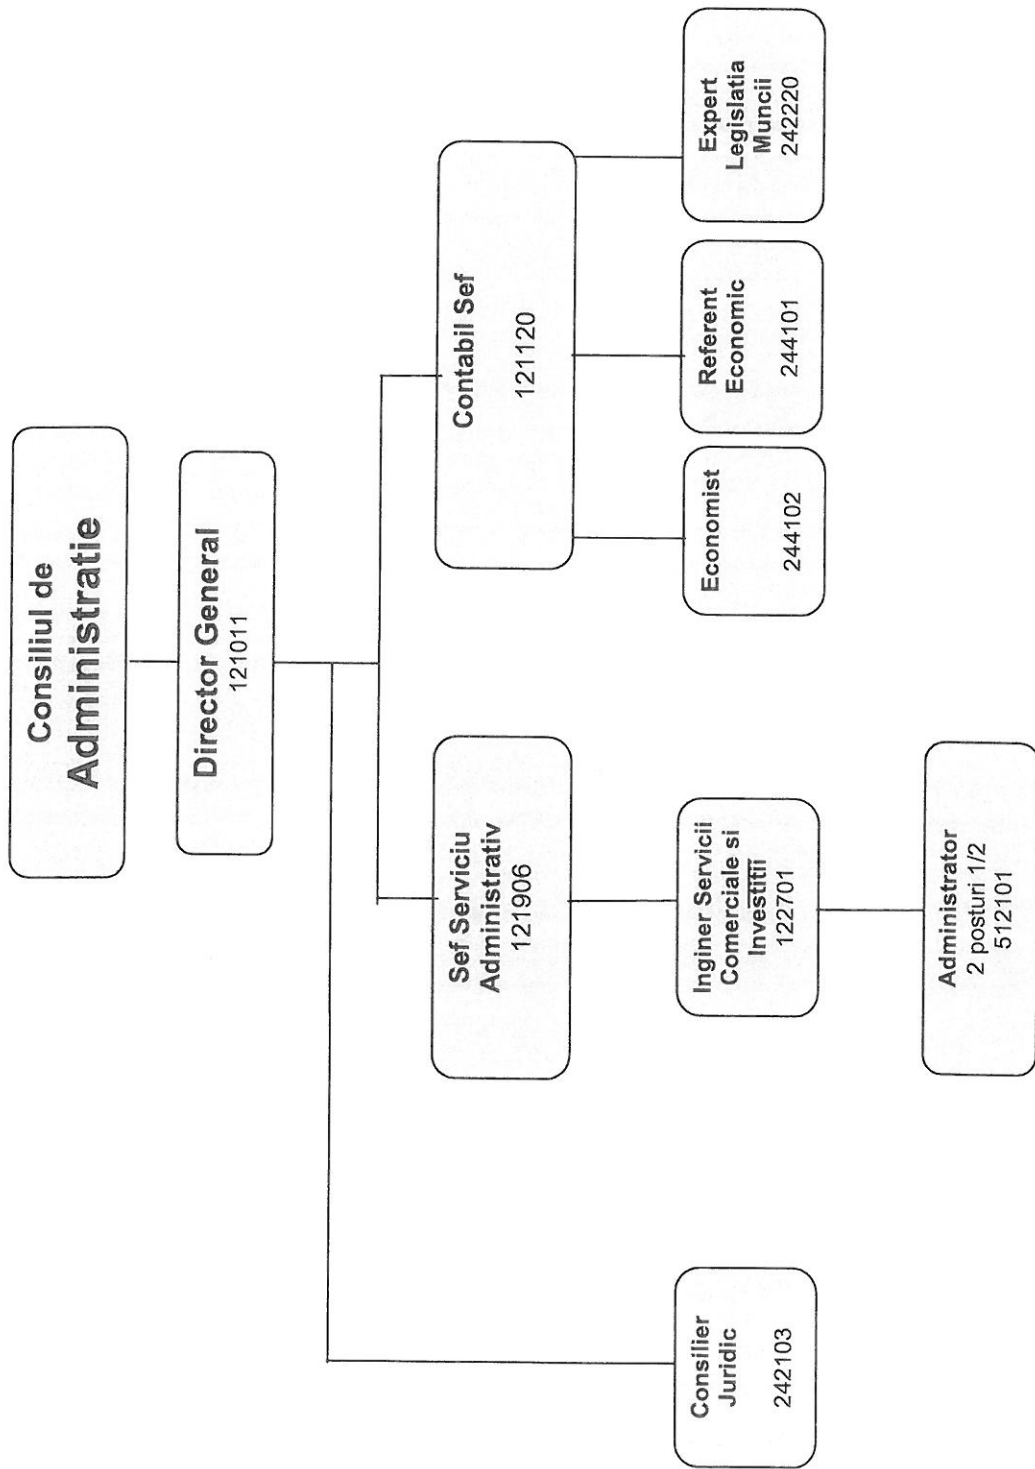 Consiliul de
Administratie
Director General
121011
Consilier
Juridic
242103
Sef Serviciu
Administrativ
121906
Inginer Servicii
Comerciale si
Investitii
122701
Administrator
2 posturi 1/2
512101
Contabil Sef
121120
Economist
244102
Referent
Economic
244101
Expert
Legislatia
Muncii
242220